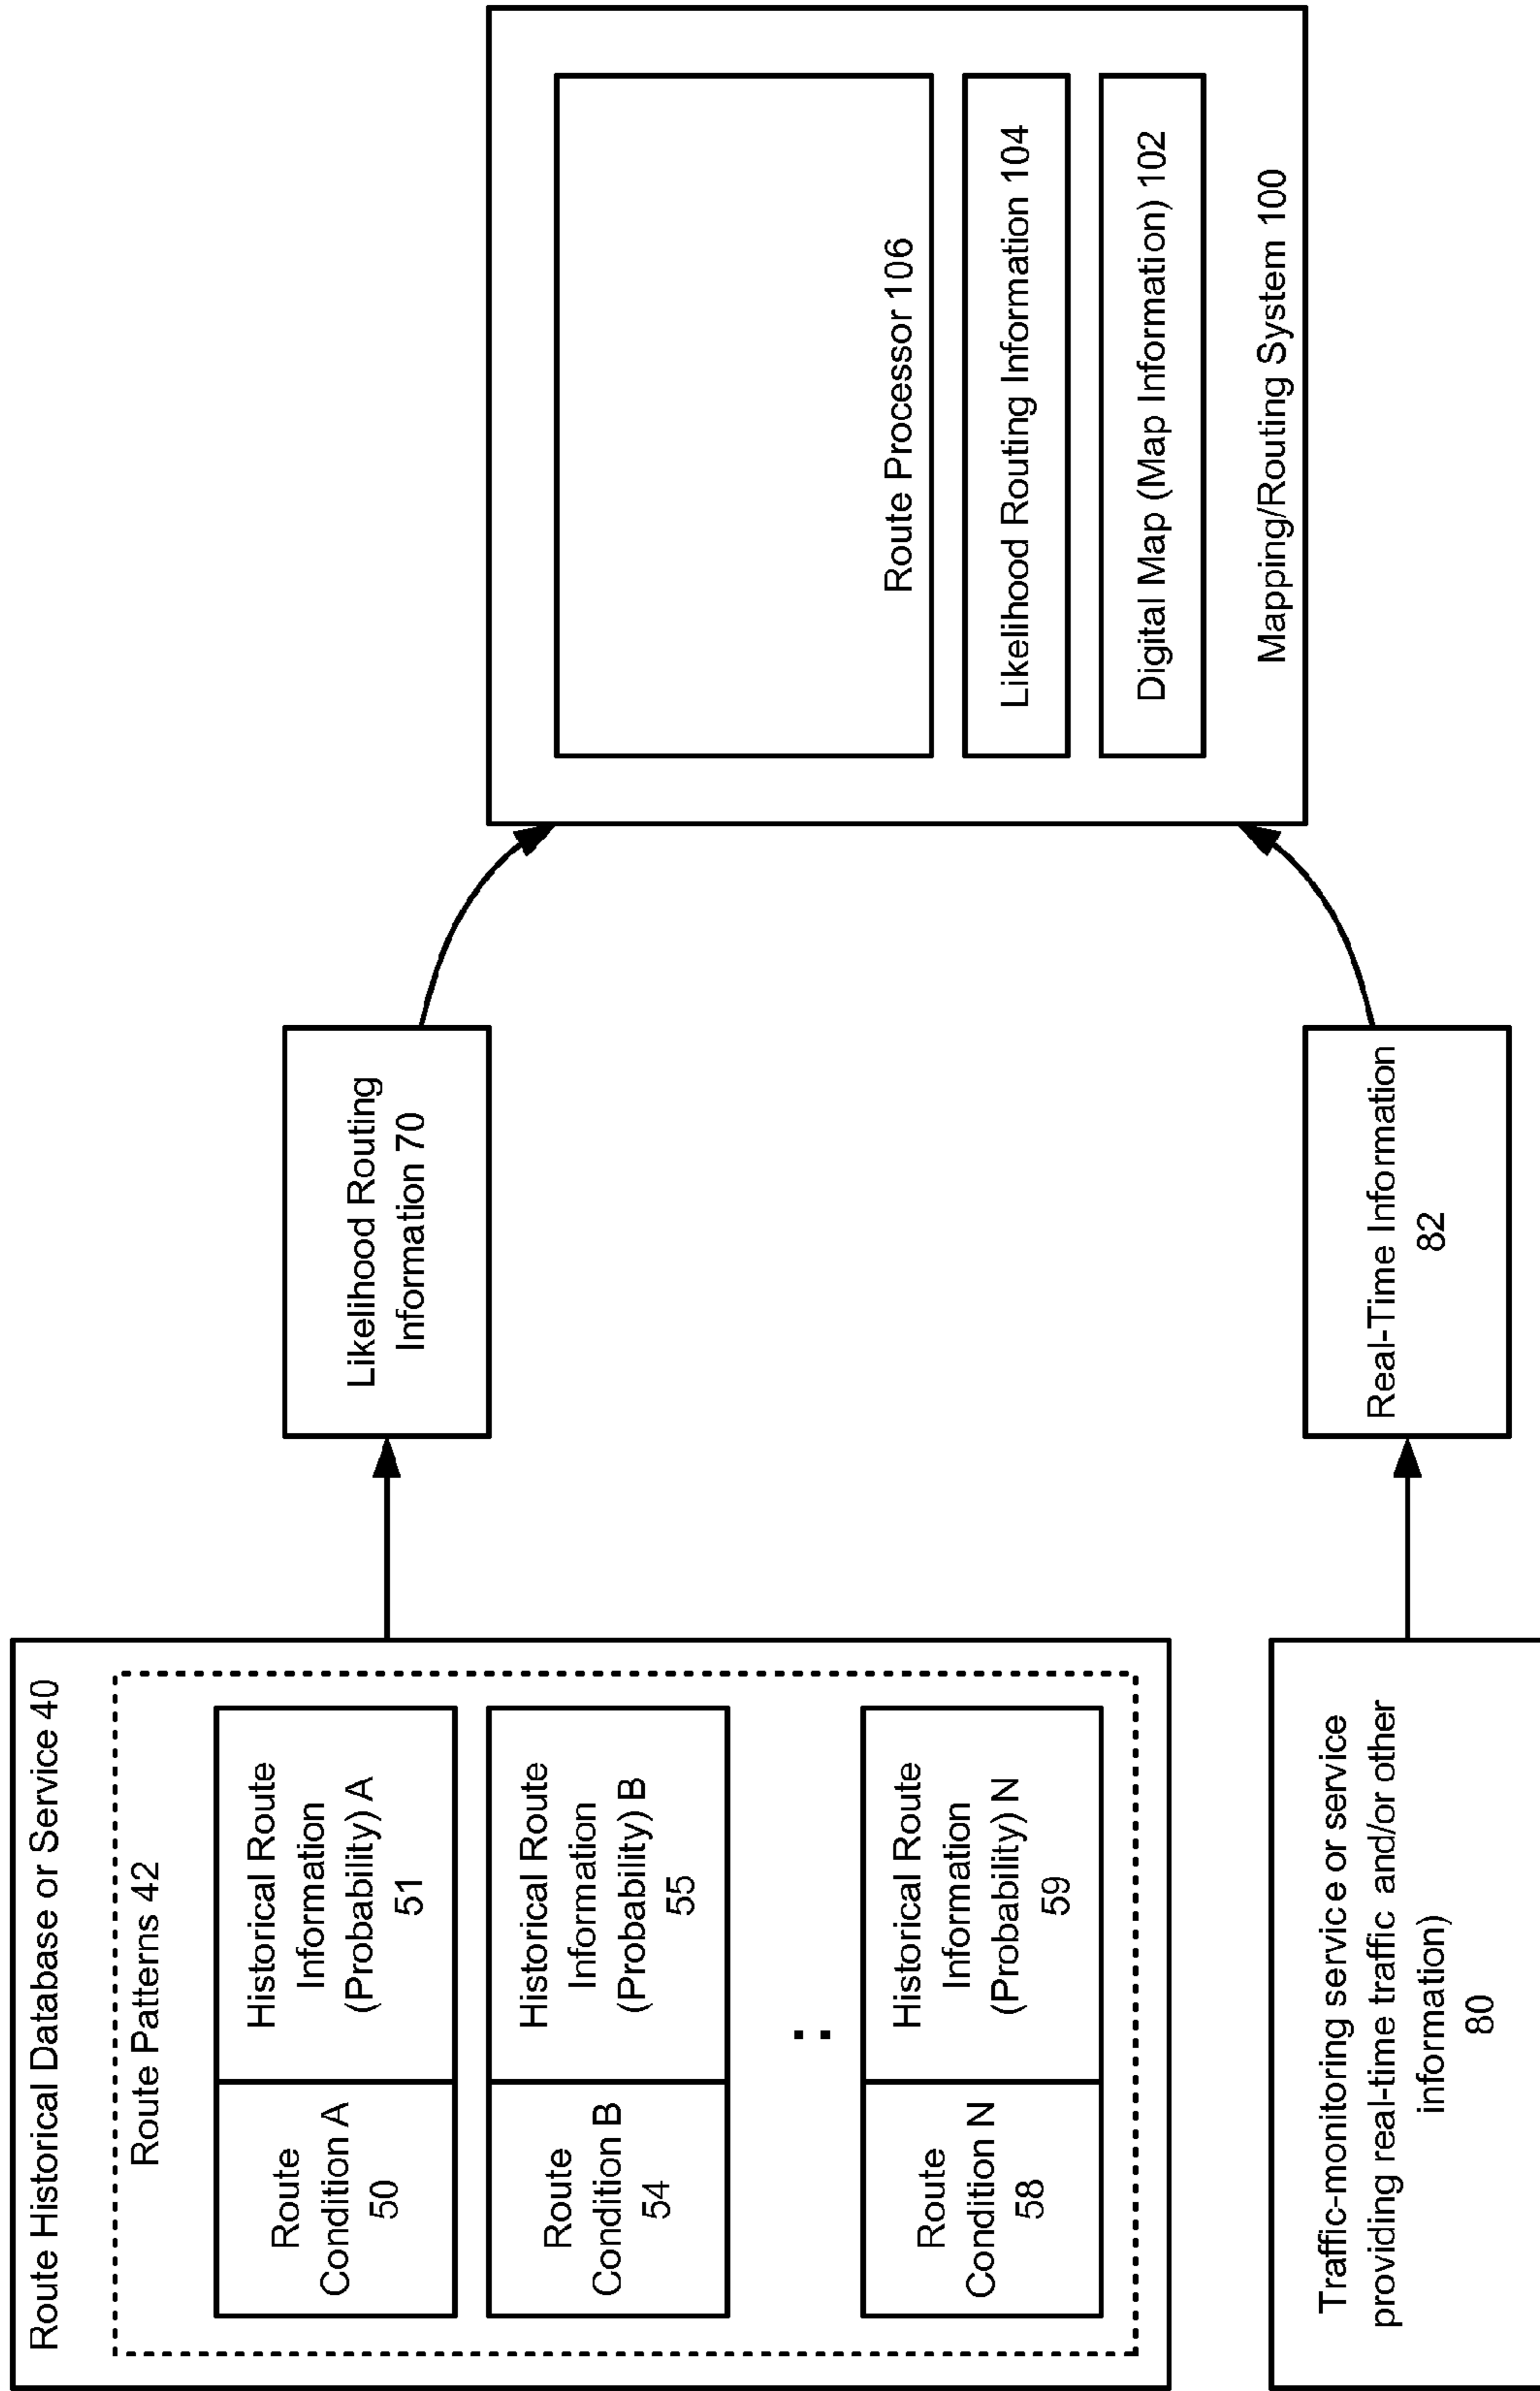 Route Historical Database or Service 40
Route Patterns 42
Route
Condition A
50
Historical Route
Information
(Probability) A
51
Route
Condition B
54
Historical Route
Information
(Probability) B
55
Route
Condition N
58
Historical Route
Information
(Probability) N
59
Likelihood Routing
Information 70
Traffic-monitoring service or service
providing real-time traffic and/or other
information)
80
Real-Time Information
82
Route Processor 106
Likelihood Routing Information 104
Digital Map (Map Information) 102
Mapping/Routing System 100